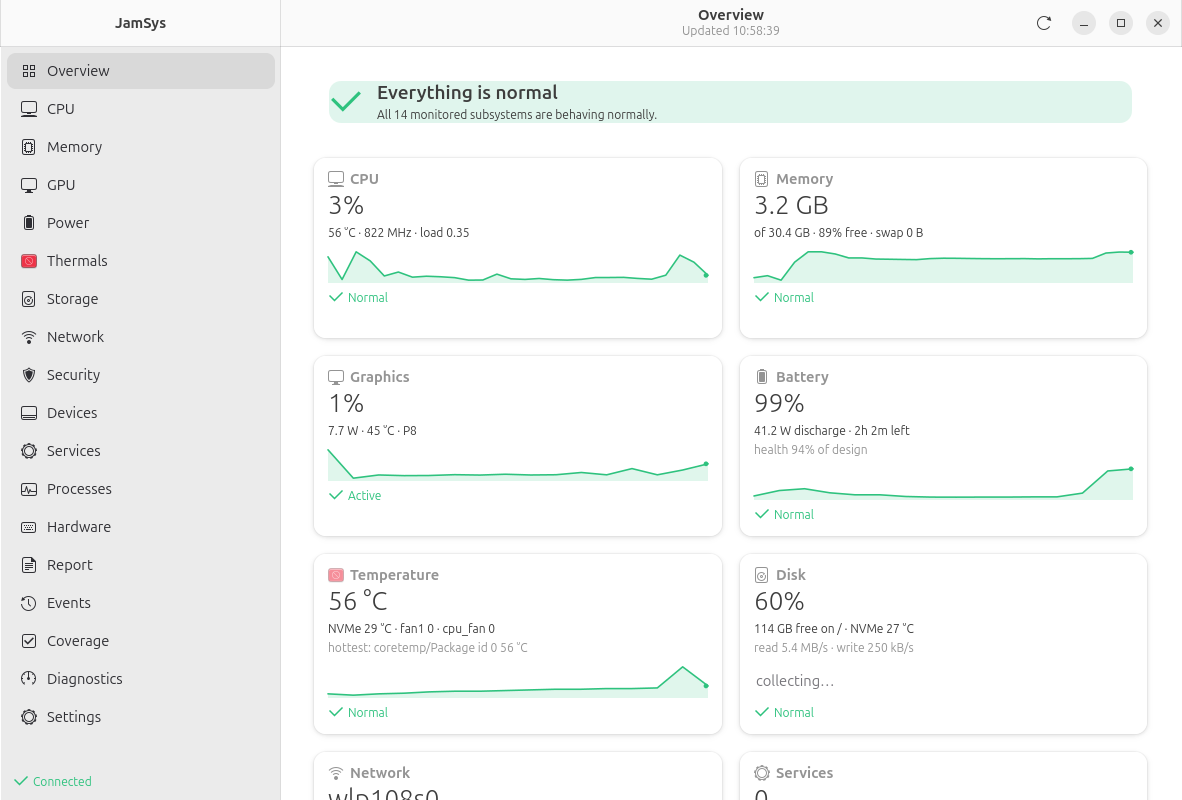 JamSys
Overview
Updated 10:58:39
Overview
CPU
Memory
GPU
Power
Thermals
Storage
Network
Security
Devices
Services
Processes
Hardware
Report
Events
Coverage
Diagnostics
Settings
Connected
Everything is normal
All 14 monitored subsystems are behaving normally.
CPU
3%
56 °C · 822 MHz · load 0.35
Normal
Memory
3.2 GB
of 30.4 GB · 89% free · swap 0 B
Normal
Graphics
1%
7.7 W · 45 °C · P8
Active
Battery
99%
41.2 W discharge · 2h 2m left
health 94% of design
Normal
Temperature
56 °C
NVMe 29 °C · fan1 0 · cpu_fan 0
hottest: coretemp/Package id 0 56 °C
Normal
Disk
60%
114 GB free on / · NVMe 27 °C
read 5.4 MB/s · write 250 kB/s
collecting…
Normal
Network
wlp108s0
Services
0